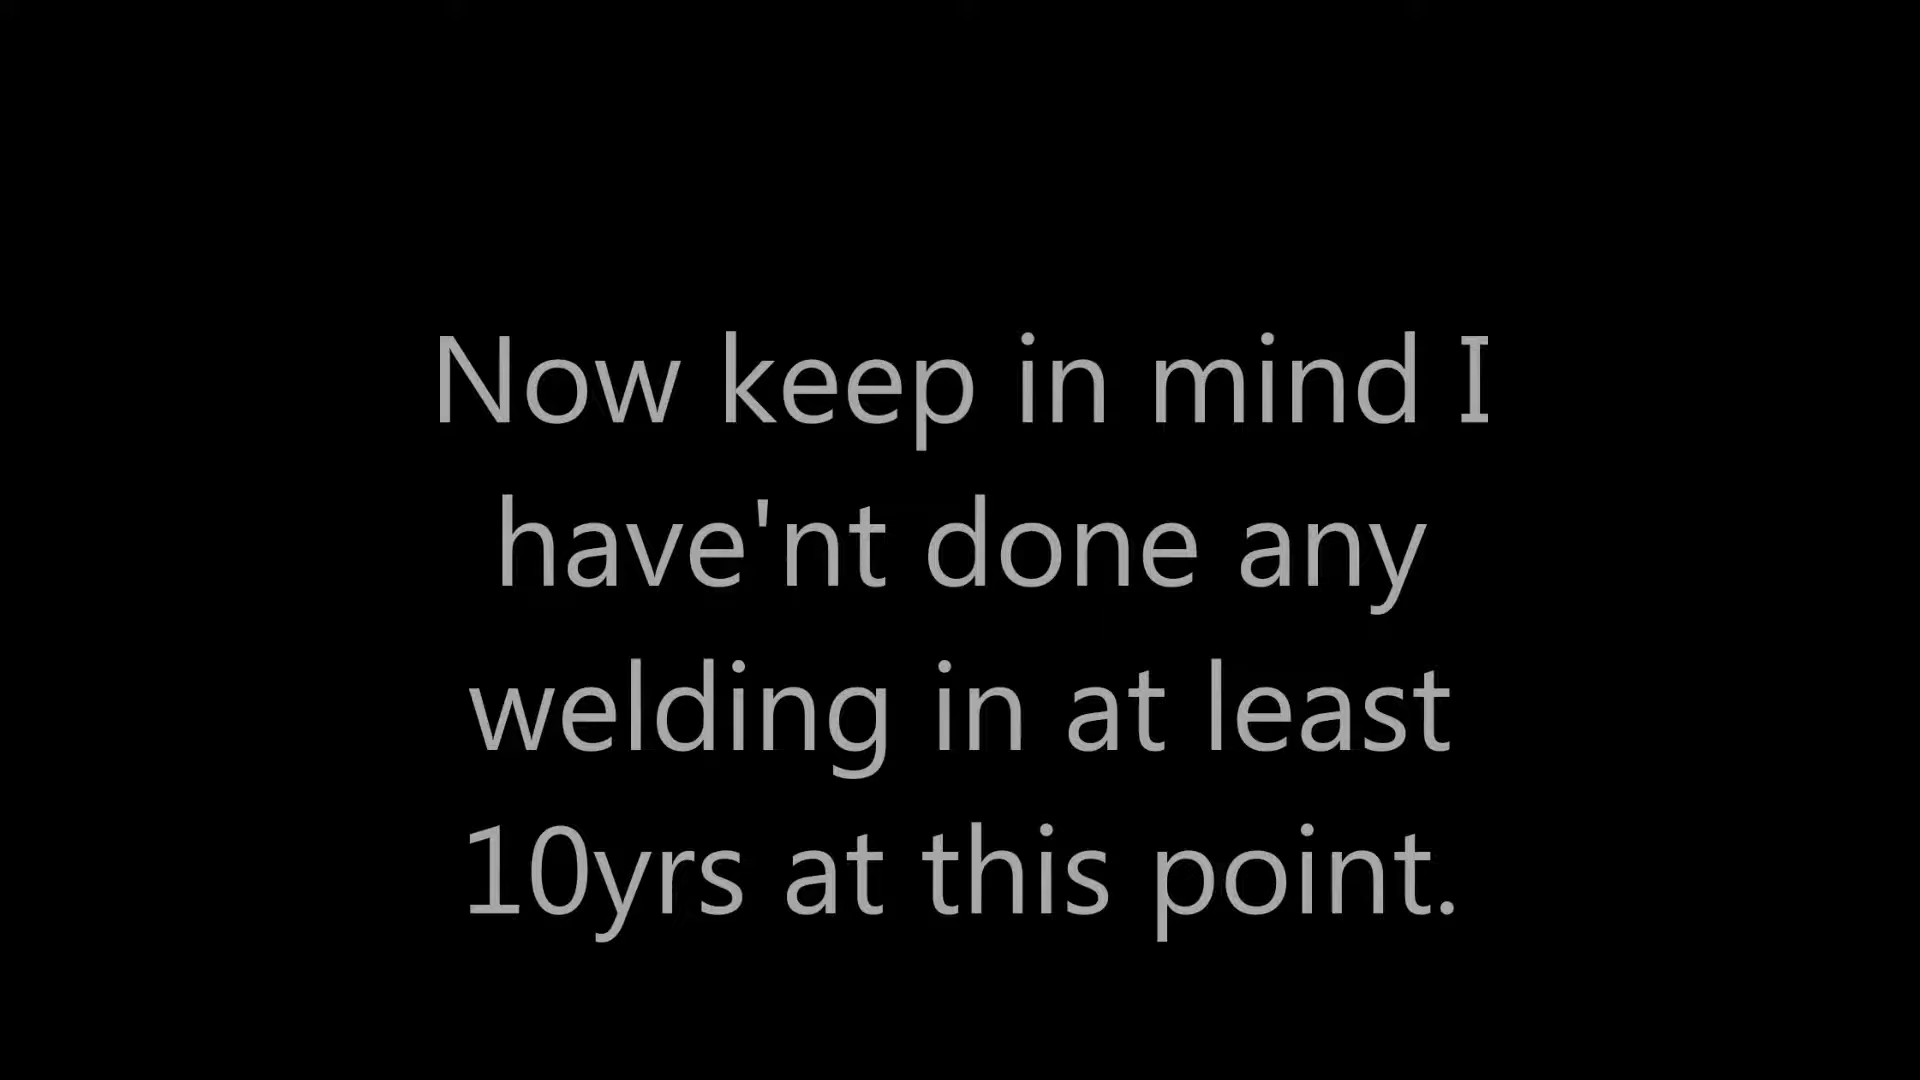 Now keep in mind I
have'nt done any
welding in at least
10yrs at this point.